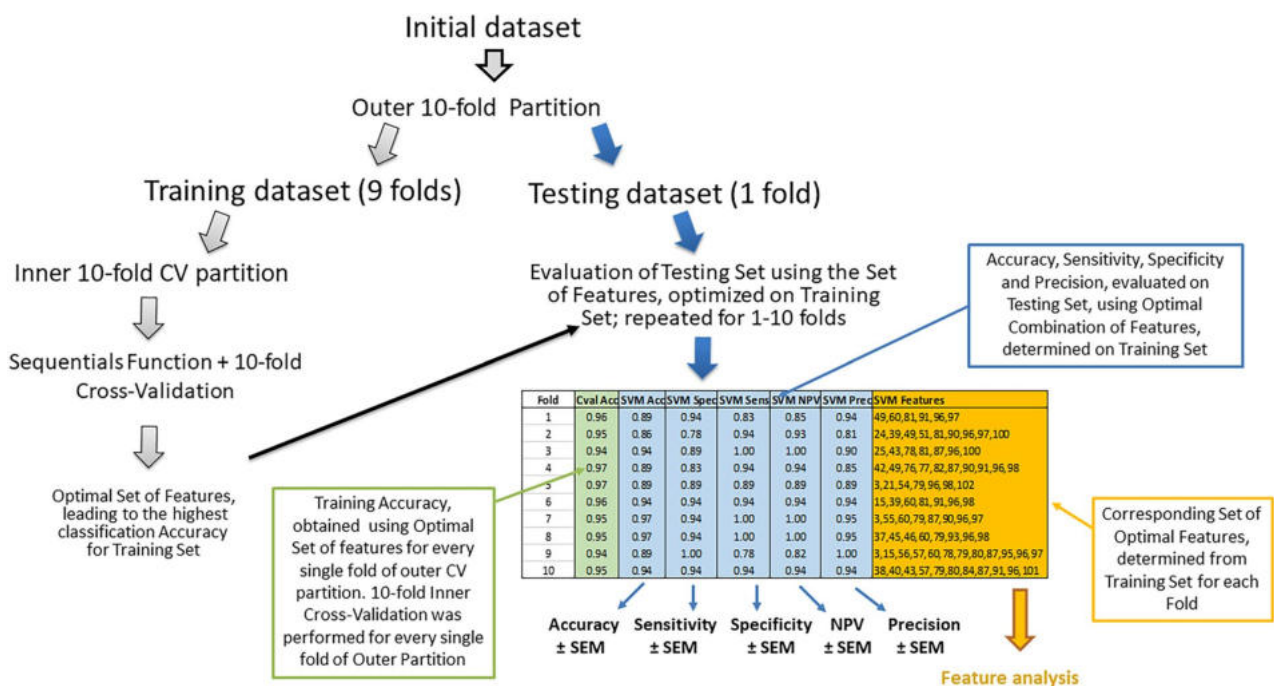 Initial dataset
Outer 10-fold Partition
Training dataset (9 folds)
Testing dataset (1 fold)
Inner 10-fold CV partition
Sequentials Function + 10-fold
Cross-Validation
Optimal Set of Features,
leading to the highest
classification Accuracy
for Training Set
Evaluation of Testing Set using the Set
of Features, optimized on Training
Set; repeated for 1-10 folds
Accuracy, Sensitivity, Specificity
and Precision, evaluated on
Testing Set, using Optimal
Combination of Features,
determined on Training Set
Fold Cval Acc SVM Acc SVM Spec SVM Sens SVM NPV SVM Prec SVM Features
1 0.96 0.89 0.94 0.83 0.85 0.94 49,60,81,91,96,97
2 0.95 0.86 0.78 0.94 0.93 0.81 24,39,49,51,81,90,96,97,100
3 0.94 0.94 0.89 1.00 1.00 0.90 25,43,78,81,87,96,100
4 0.97 0.89 0.83 0.94 0.94 0.85 42,49,76,77,82,87,90,91,96,98
5 0.97 0.89 0.89 0.89 0.89 0.89 3,21,54,79,96,98,102
6 0.96 0.94 0.94 0.94 0.94 0.94 15,39,60,81,91,96,98
7 0.95 0.97 0.94 1.00 1.00 0.95 3,55,60,79,87,90,96,97
8 0.95 0.97 0.94 1.00 1.00 0.95 37,45,46,60,79,93,96,98
9 0.94 0.89 1.00 0.78 0.82 1.00 3,15,56,57,60,78,79,80,87,95,96,97
10 0.95 0.94 0.94 0.94 0.94 0.94 38,40,43,57,79,80,84,87,91,96,101
Training Accuracy,
obtained using Optimal
Set of features for every
single fold of outer CV
partition. 10-fold Inner
Cross-Validation was
performed for every single
fold of Outer Partition
Corresponding Set of
Optimal Features,
determined from
Training Set for each
Fold
Accuracy Sensitivity Specificity NPV Precision
± SEM ± SEM ± SEM ± SEM ± SEM
Feature analysis